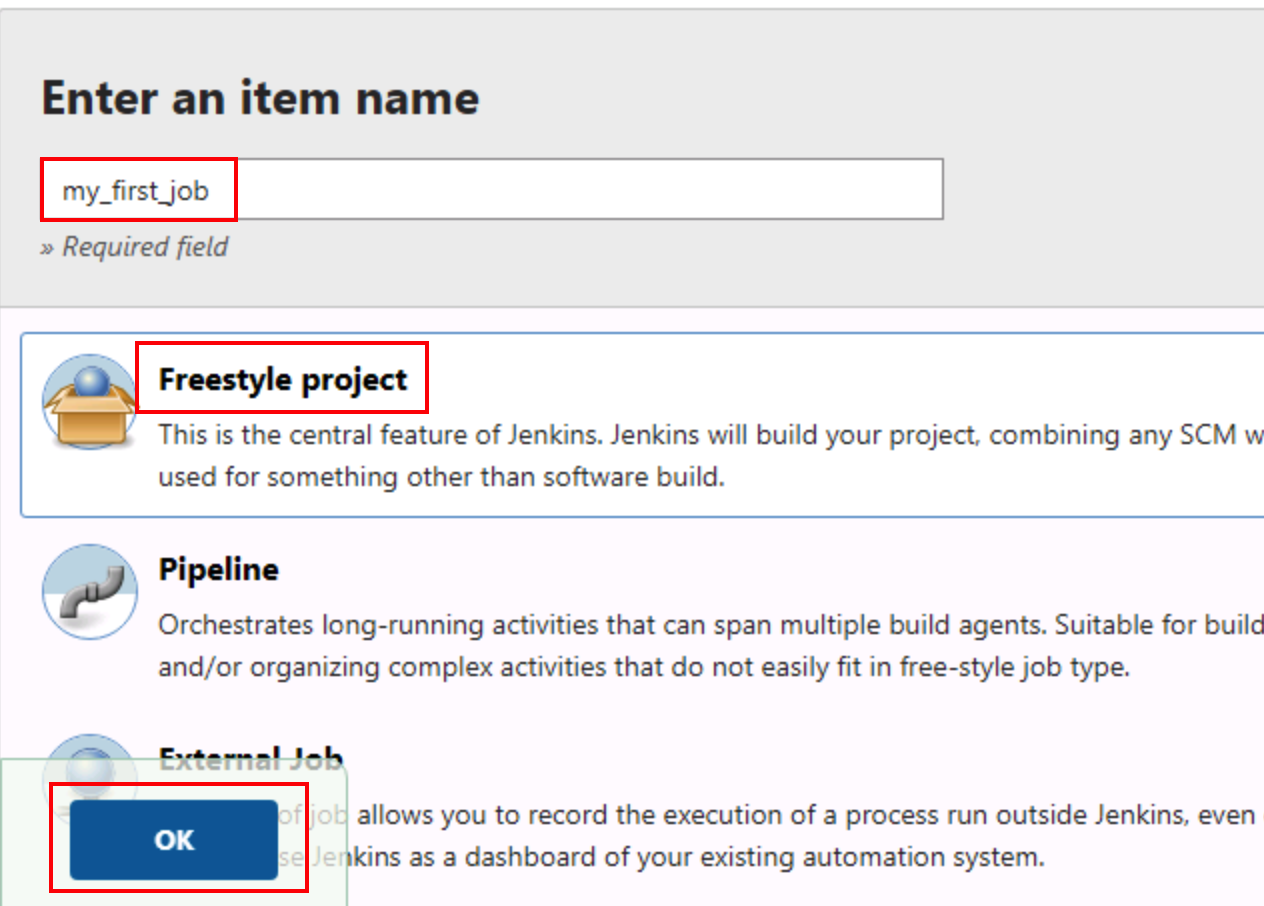 Enter an item name
my_first_job
» Required field
Freestyle project
This is the central feature of Jenkins. Jenkins will build your project, combining any SCM w
used for something other than software build.
Pipeline
Orchestrates long-running activities that can span multiple build agents. Suitable for build
and/or organizing complex activities that do not easily fit in free-style job type.
External Job
of job allows you to record the execution of a process run outside Jenkins, even
OK
se Jenkins as a dashboard of your existing automation system.